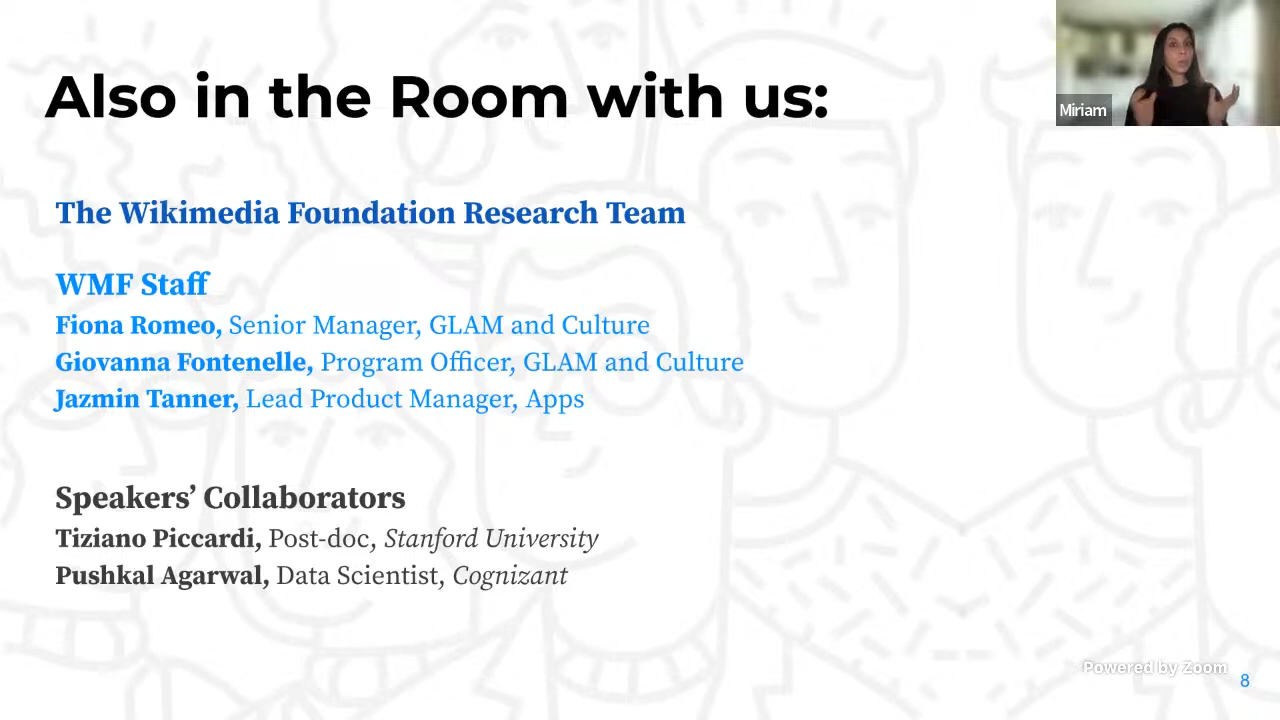 Also in the Room with us:
Miriam
The Wikimedia Foundation Research Team
WMF Staff
Fiona Romeo, Senior Manager, GLAM and Culture
Giovanna Fontenelle, Program Officer, GLAM and Culture
Jazmin Tanner, Lead Product Manager, Apps
Speakers’ Collaborators
Tiziano Piccardi, Post-doc, Stanford University
Pushkal Agarwal, Data Scientist, Cognizant
Powered by Zoom
8